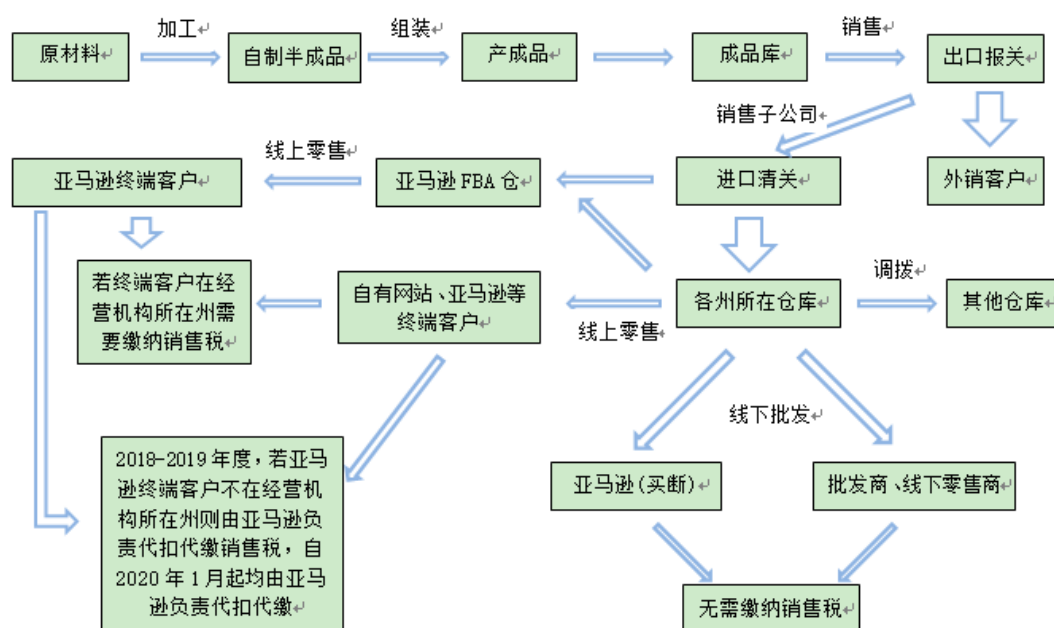 加工
组装
销售
原材料
自制半成品
产成品
成品库
出口报关
销售子公司
线上零售
亚马逊终端客户
亚马逊 FBA 仓
进口清关
外销客户
若终端客户在经
营机构所在州需
要缴纳销售税
自有网站、亚马逊等
终端客户
线上零售
各州所在仓库
调拨
其他仓库
线下批发
2018-2019 年度，若亚马
逊终端客户不在经营机
构所在州则由亚马逊负
责代扣代缴销售税，自
2020 年 1 月起均由亚马
逊负责代扣代缴
亚马逊(买断)
批发商、线下零售商
无需缴纳销售税